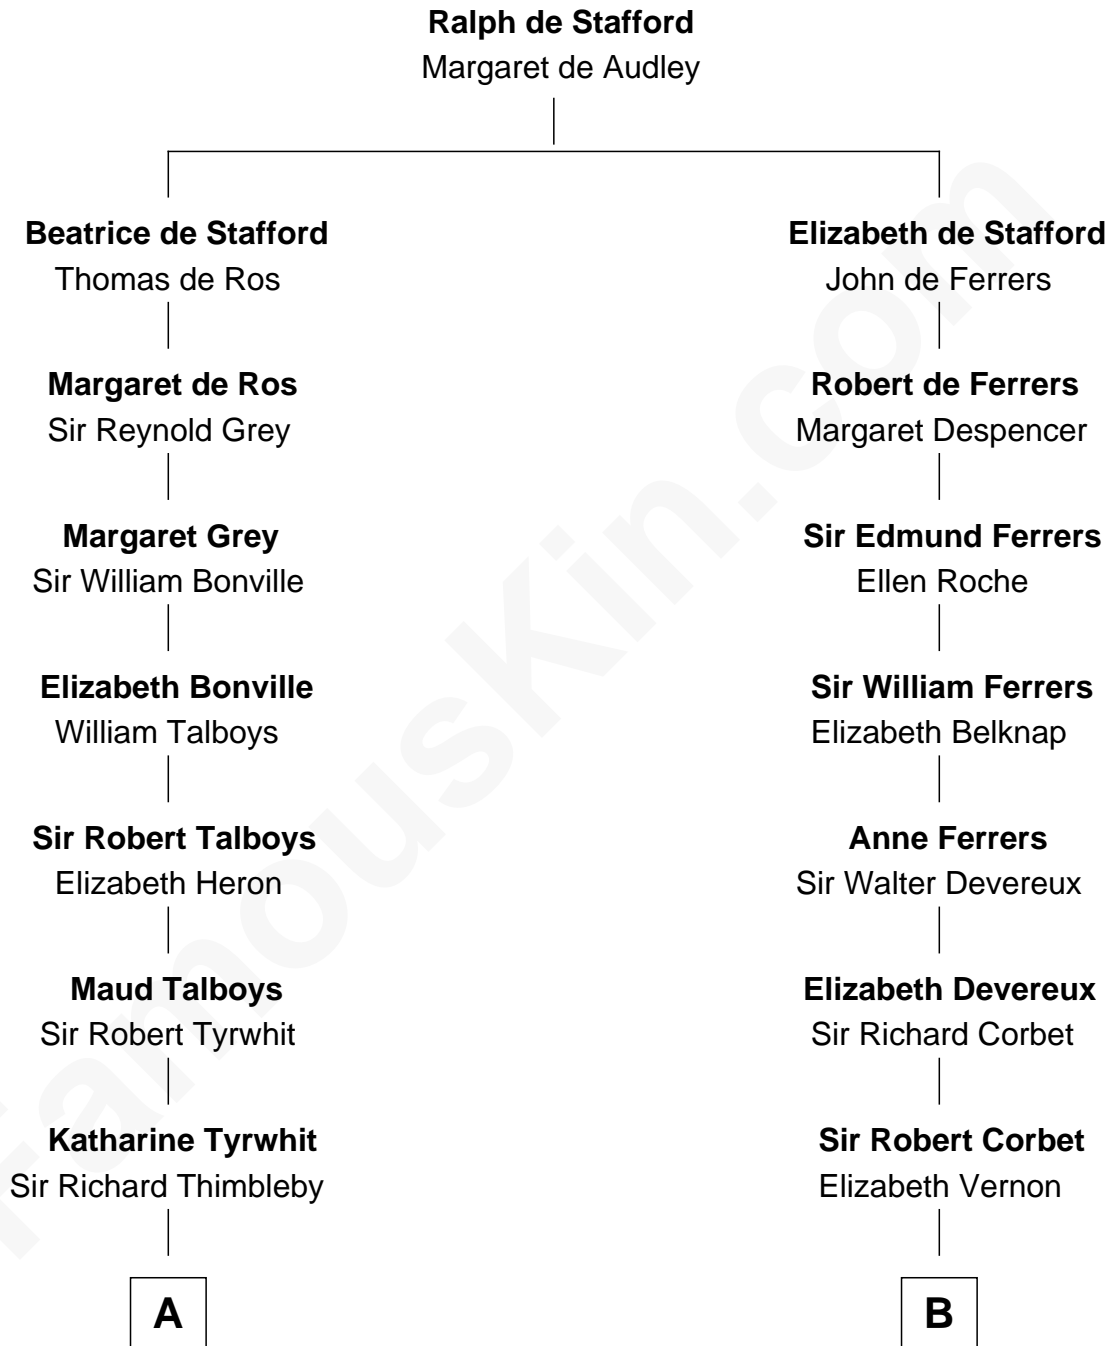 Ralph de Stafford
Margaret de Audley
Beatrice de Stafford
Thomas de Ros
Margaret de Ros
Sir Reynold Grey
Margaret Grey
Sir William Bonville
Elizabeth Bonville
William Talboys
Sir Robert Talboys
Elizabeth Heron
Maud Talboys
Sir Robert Tyrwhit
Katharine Tyrwhit
Sir Richard Thimbleby
A
Elizabeth de Stafford
John de Ferrers
Robert de Ferrers
Margaret Despencer
Sir Edmund Ferrers
Ellen Roche
Sir William Ferrers
Elizabeth Belknap
Anne Ferrers
Sir Walter Devereux
Elizabeth Devereux
Sir Richard Corbet
Sir Robert Corbet
Elizabeth Vernon
B
FamousKin.com